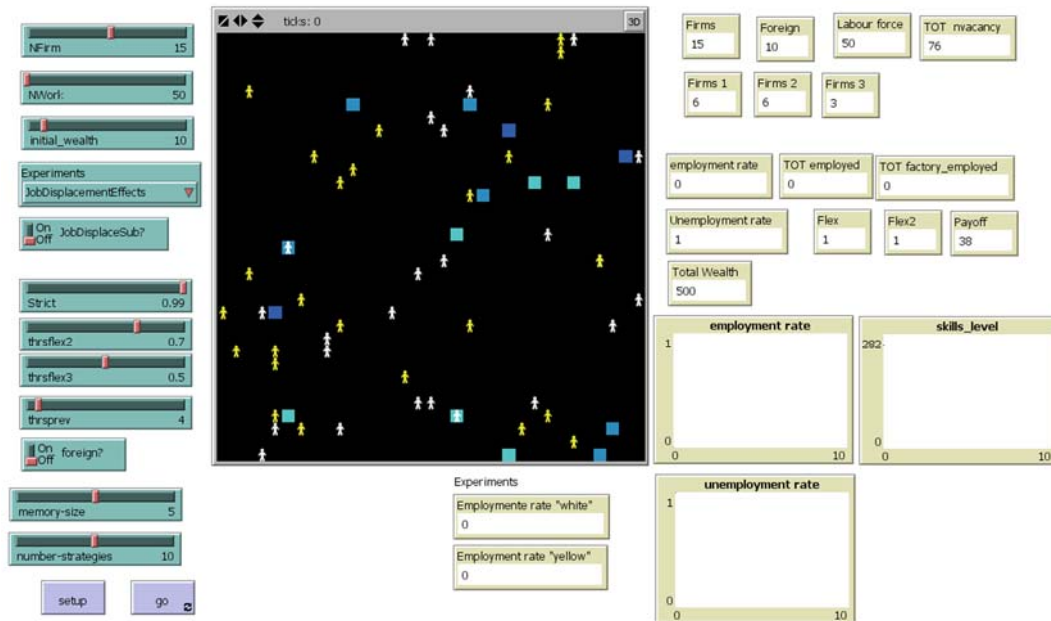 NFirm 15
NWork: 50
initial_wealth 10
Experiments
JobDisplacementEffects
On
Off JobDisplaceSub?
Strict 0.99
thrsflex2 0.7
thrsflex3 0.5
thrsprev 4
On
Off foreign?
memory-size 5
number-strategies 10
setup go
ticks: 0 3D
Experiments
Employmente rate "white"
0
Employment rate "yellow"
0
Firms Foreign Labour force TOT nvacancy
15 10 50 76
Firms 1 Firms 2 Firms 3
6 6 3
employment rate TOT employed TOT factory_employed
0 0 0
Unemployment rate Flex Flex2 Payoff
1 1 1 38
Total Wealth
500
employment rate
1
0
0 10
skills_level
292
0
0 10
unemployment rate
1
0
0 10